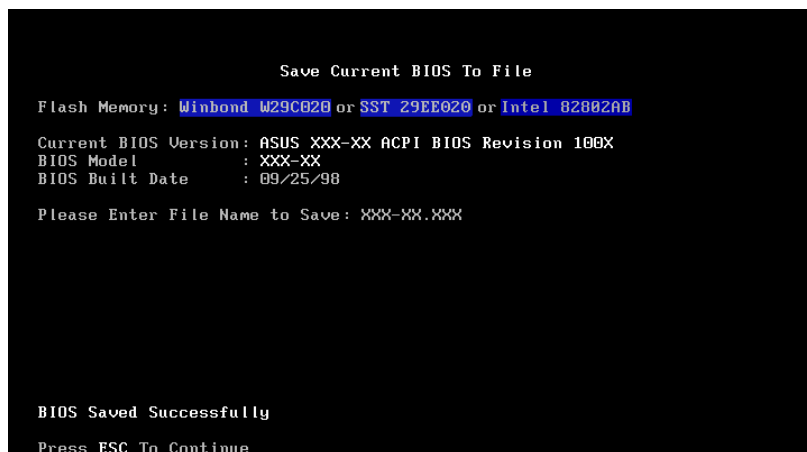 Save Current BIOS To File
Flash Memory: Winbond W29C020 or SST 29EE020 or Intel 82802AB
Current BIOS Version: ASUS XXX-XX ACPI BIOS Revision 100X
BIOS Model : XXX-XX
BIOS Built Date : 09/25/98
Please Enter File Name to Save: XXX-XX.XXX
BIOS Saved Successfully
Press ESC To Continue